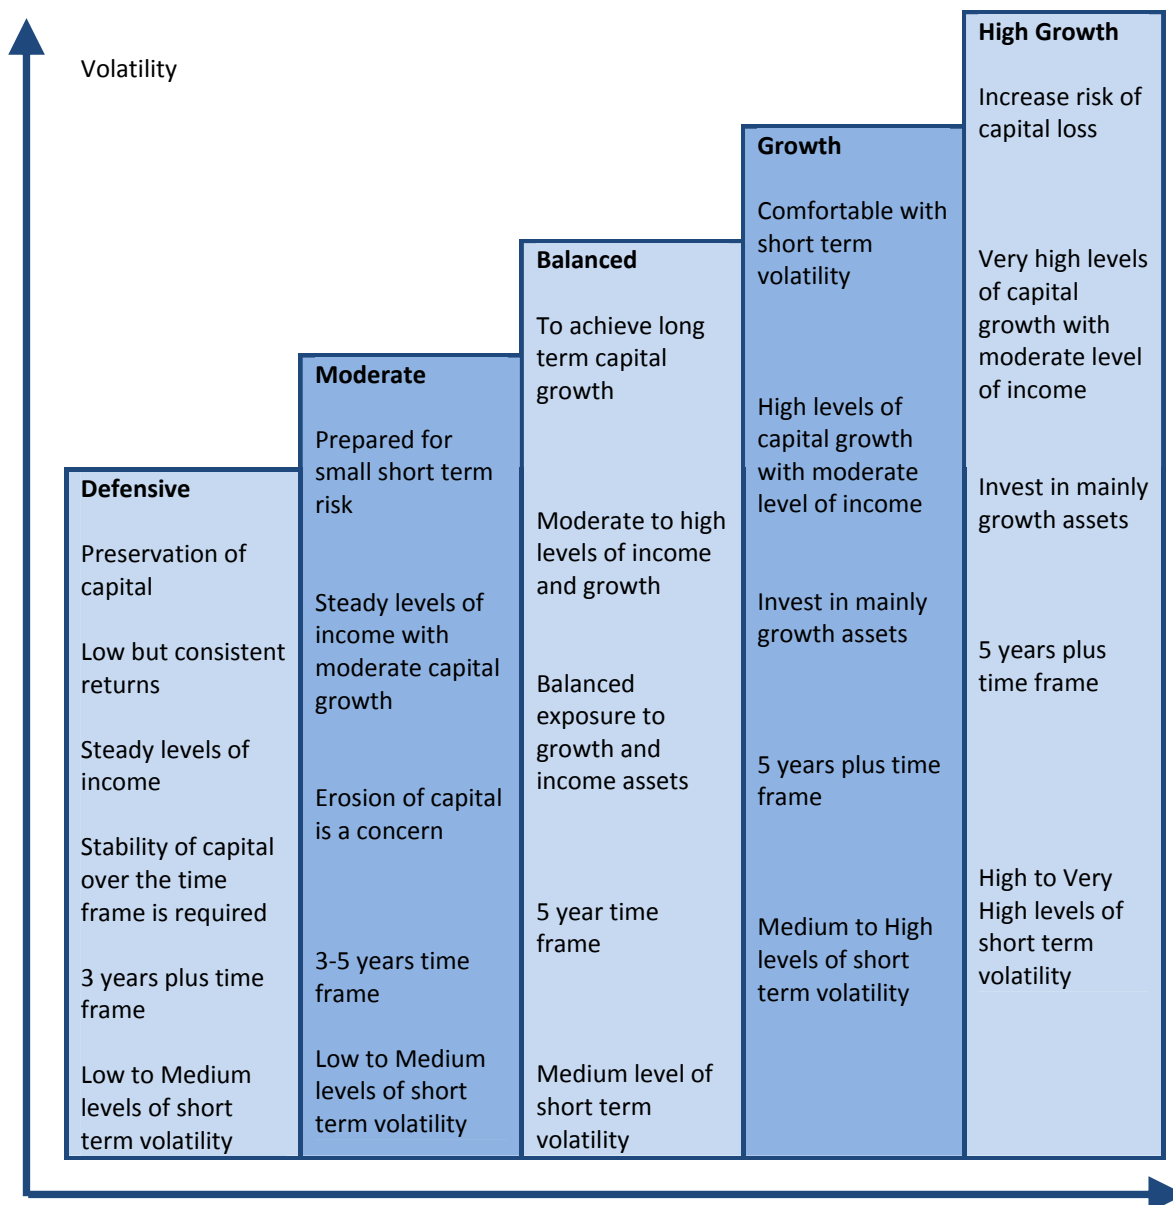 Volatility
Defensive
Preservation of
capital
Low but consistent
returns
Steady levels of
income
Stability of capital
over the time
frame is required
3 years plus time
frame
Low to Medium
levels of short
term volatility
Moderate
Prepared for
small short term
risk
Steady levels of
income with
moderate capital
growth
Erosion of capital
is a concern
3-5 years time
frame
Low to Medium
levels of short
term volatility
Balanced
To achieve long
term capital
growth
Moderate to high
levels of income
and growth
Balanced
exposure to
growth and
income assets
5 year time
frame
Medium level of
short term
volatility
Growth
Comfortable with
short term
volatility
High levels of
capital growth
with moderate
level of income
Invest in mainly
growth assets
5 years plus time
frame
Medium to High
levels of short
term volatility
High Growth
Increase risk of
capital loss
Very high levels
of capital
growth with
moderate level
of income
Invest in mainly
growth assets
5 years plus
time frame
High to Very
High levels of
short term
volatility